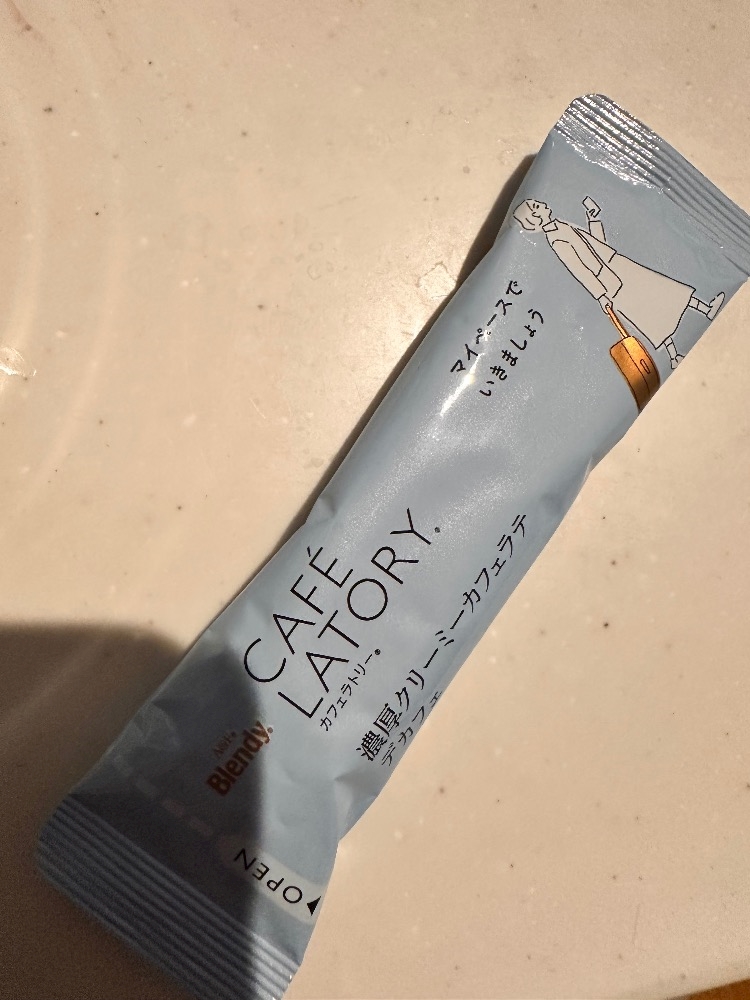 マイペースで
いきましょう
CAFÉ
LATORY®
カフェラトリー®
濃厚クリーミーカフェラテ
デカフェ
AGF®
Blendy®
OPEN